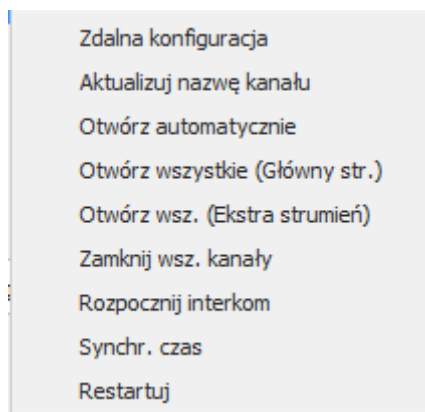 Zdalna konfiguracja
Aktualizuj nazwę kanału
Otwórz automatycznie
Otwórz wszystkie (Główny str.)
Otwórz wsz. (Ekstra strumień)
Zamknij wsz. kanały
Rozpocznij interkom
Synchr. czas
Restartuj